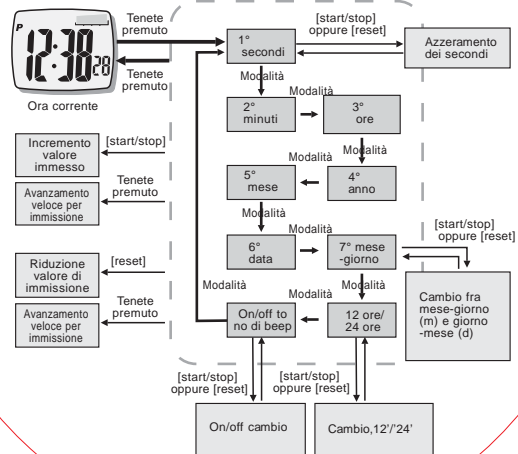 Tenete
premuto
P
12:38 28
Tenete
premuto
Ora corrente
1°
secondi
[start/stop]
oppure [reset]
Azzeramento
dei secondi
Modalità
2°
minuti
Modalità
3°
ore
Modalità
4°
anno
Modalità
5°
mese
Modalità
6°
data
Modalità
7° mese
-giorno
[start/stop]
oppure [reset]
Cambio fra
mese-giorno
(m) e giorno
-mese (d)
Modalità
12 ore/
24 ore
Modalità
On/off to
no di beep
Modalità
Incremento
valore
immesso
[start/stop]
Avanzamento
veloce per
immissione
Tenete
premuto
Riduzione
valore di
immissione
[reset]
Avanzamento
veloce per
immissione
Tenete
premuto
[start/stop]
oppure [reset]
On/off cambio
[start/stop]
oppure [reset]
Cambio,12'/'24'